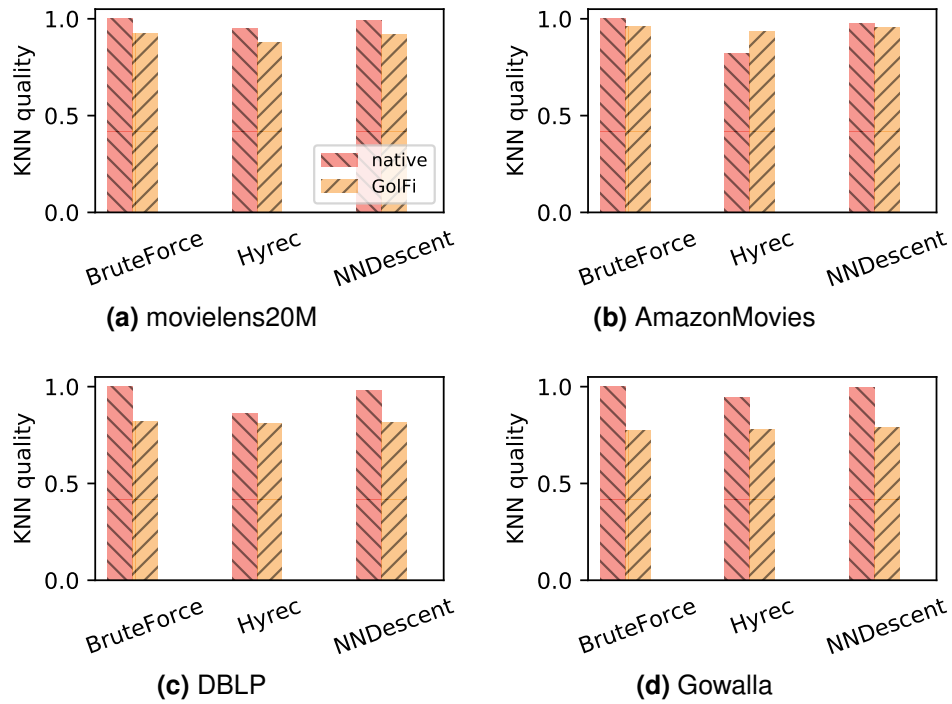 KNN quality
1.0
0.5
0.0
native
GolFi
BruteForce
Hyrec
NNDescent
(a) movielens20M
KNN quality
1.0
0.5
0.0
BruteForce
Hyrec
NNDescent
(b) AmazonMovies
KNN quality
1.0
0.5
0.0
BruteForce
Hyrec
NNDescent
(c) DBLP
KNN quality
1.0
0.5
0.0
BruteForce
Hyrec
NNDescent
(d) Gowalla